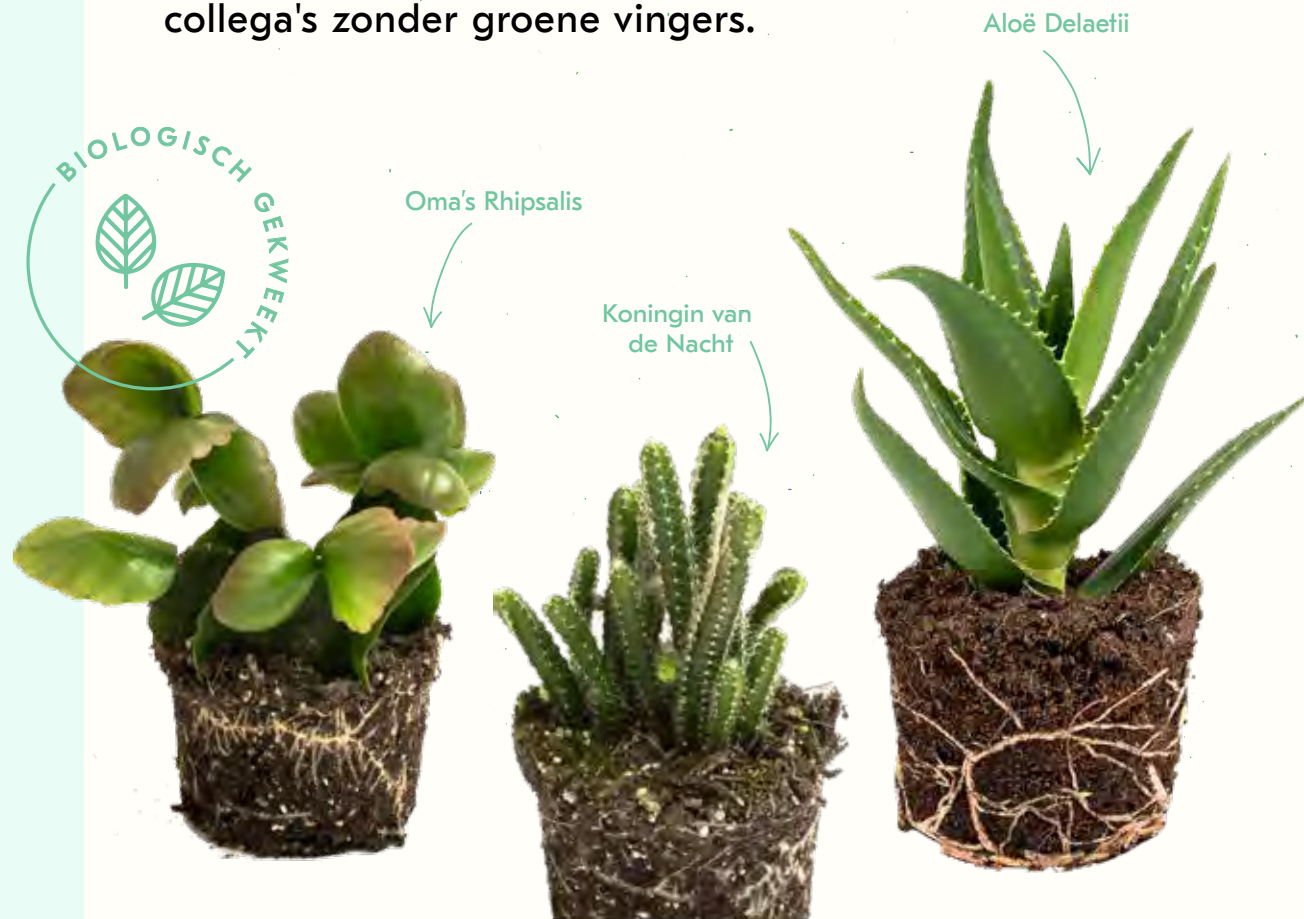 collega's zonder groene vingers.
Aloë Delaetii
BIOLOGISCH GEKWEEKT
Oma's Rhipsalis
Koningin van
de Nacht